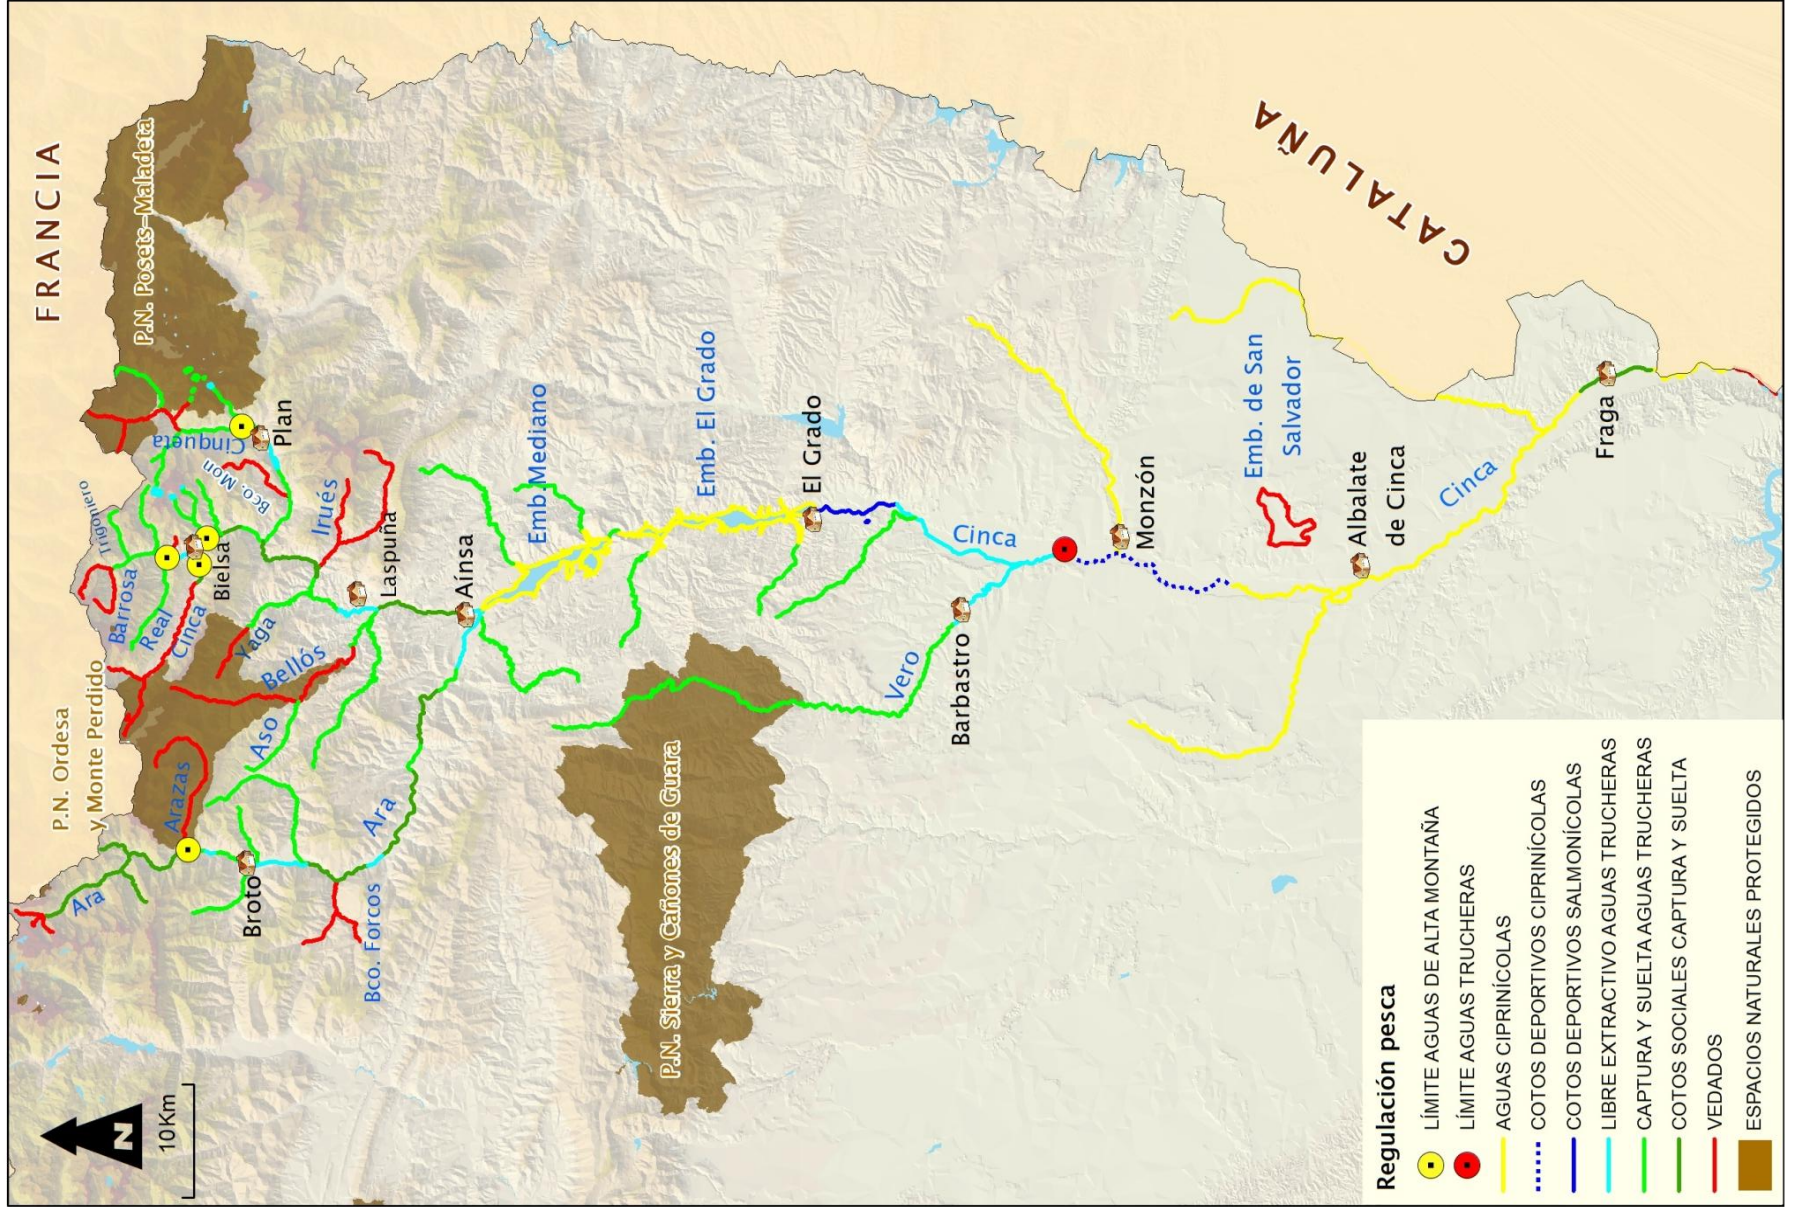 FRANCIA
P.N. Ordesa
y Monte Perdido
P.N. Posets-Maladeta
N
10Km
Ara
Arazas
Trigoniero
Barrosa
Real
Cinca
Bielsa
Cinqueta
Bco. Mon
Plan
Broto
Aso
Yaga
Bellós
Irués
Laspuña
Bco. Forcos
Ara
Aínsa
Emb.Mediano
P.N. Sierra y Cañones de Guara
Emb. El Grado
El Grado
Vero
Barbastro
Cinca
Monzón
CATALUÑA
Emb. de San
Salvador
Albalate
de Cinca
Cinca
Fraga
Regulación pesca
LÍMITE AGUAS DE ALTA MONTAÑA
LÍMITE AGUAS TRUCHERAS
AGUAS CIPRINÍCOLAS
COTOS DEPORTIVOS CIPRINÍCOLAS
COTOS DEPORTIVOS SALMONÍCOLAS
LIBRE EXTRACTIVO AGUAS TRUCHERAS
CAPTURA Y SUELTA AGUAS TRUCHERAS
COTOS SOCIALES CAPTURA Y SUELTA
VEDADOS
ESPACIOS NATURALES PROTEGIDOS